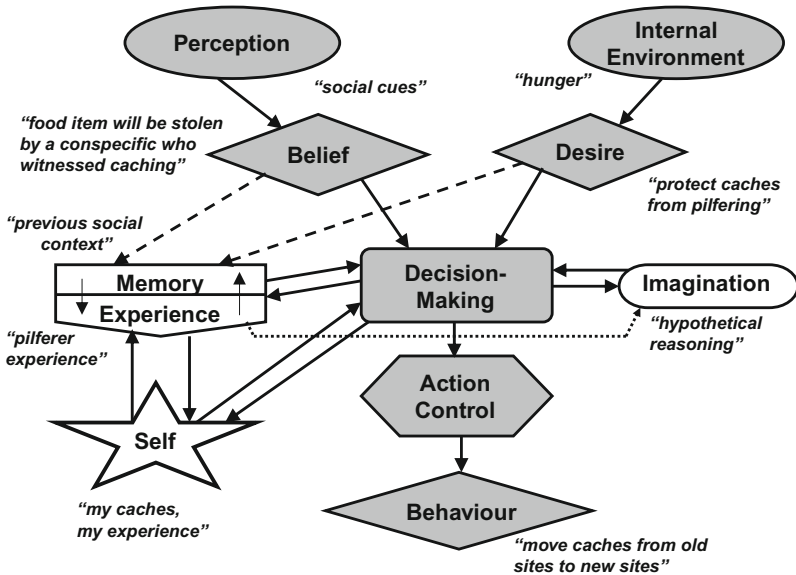 Perception
Internal
Environment
“social cues”
“hunger”
“food item will be stolen
by a conspecific who
witnessed caching”
Belief
Desire
“protect caches
from pilfering”
“previous social
context”
Memory
Experience
Decision-
Making
Imagination
“hypothetical
reasoning”
“pilferer
experience”
Action
Control
Self
“my caches,
my experience”
Behaviour
“move caches from old
sites to new sites”